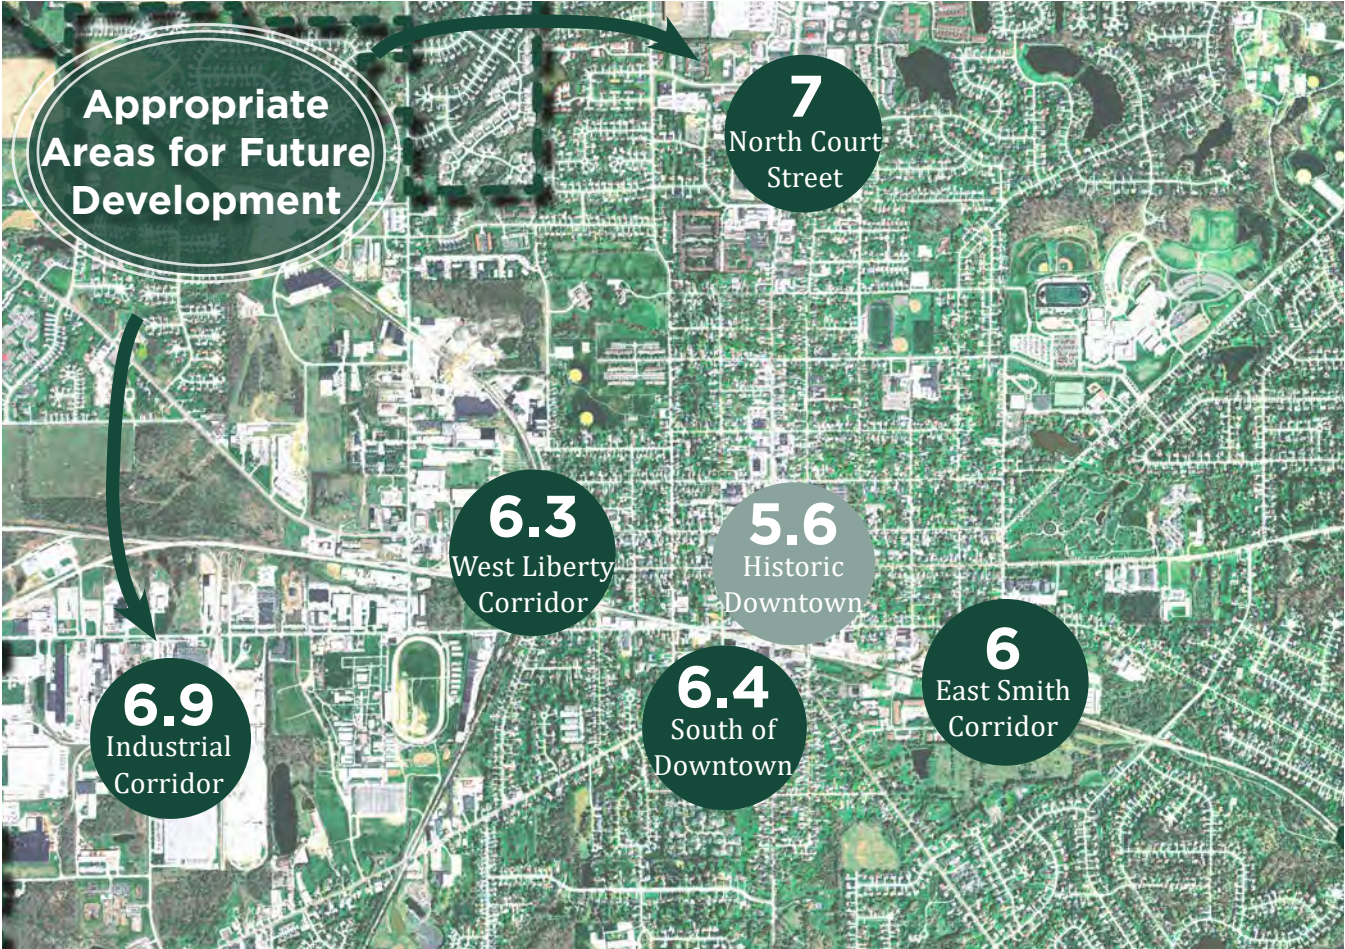 Appropriate
Areas for Future
Development
7
North Court
Street
6.3
West Liberty
Corridor
5.6
Historic
Downtown
6
East Smith
Corridor
6.4
South of
Downtown
6.9
Industrial
Corridor